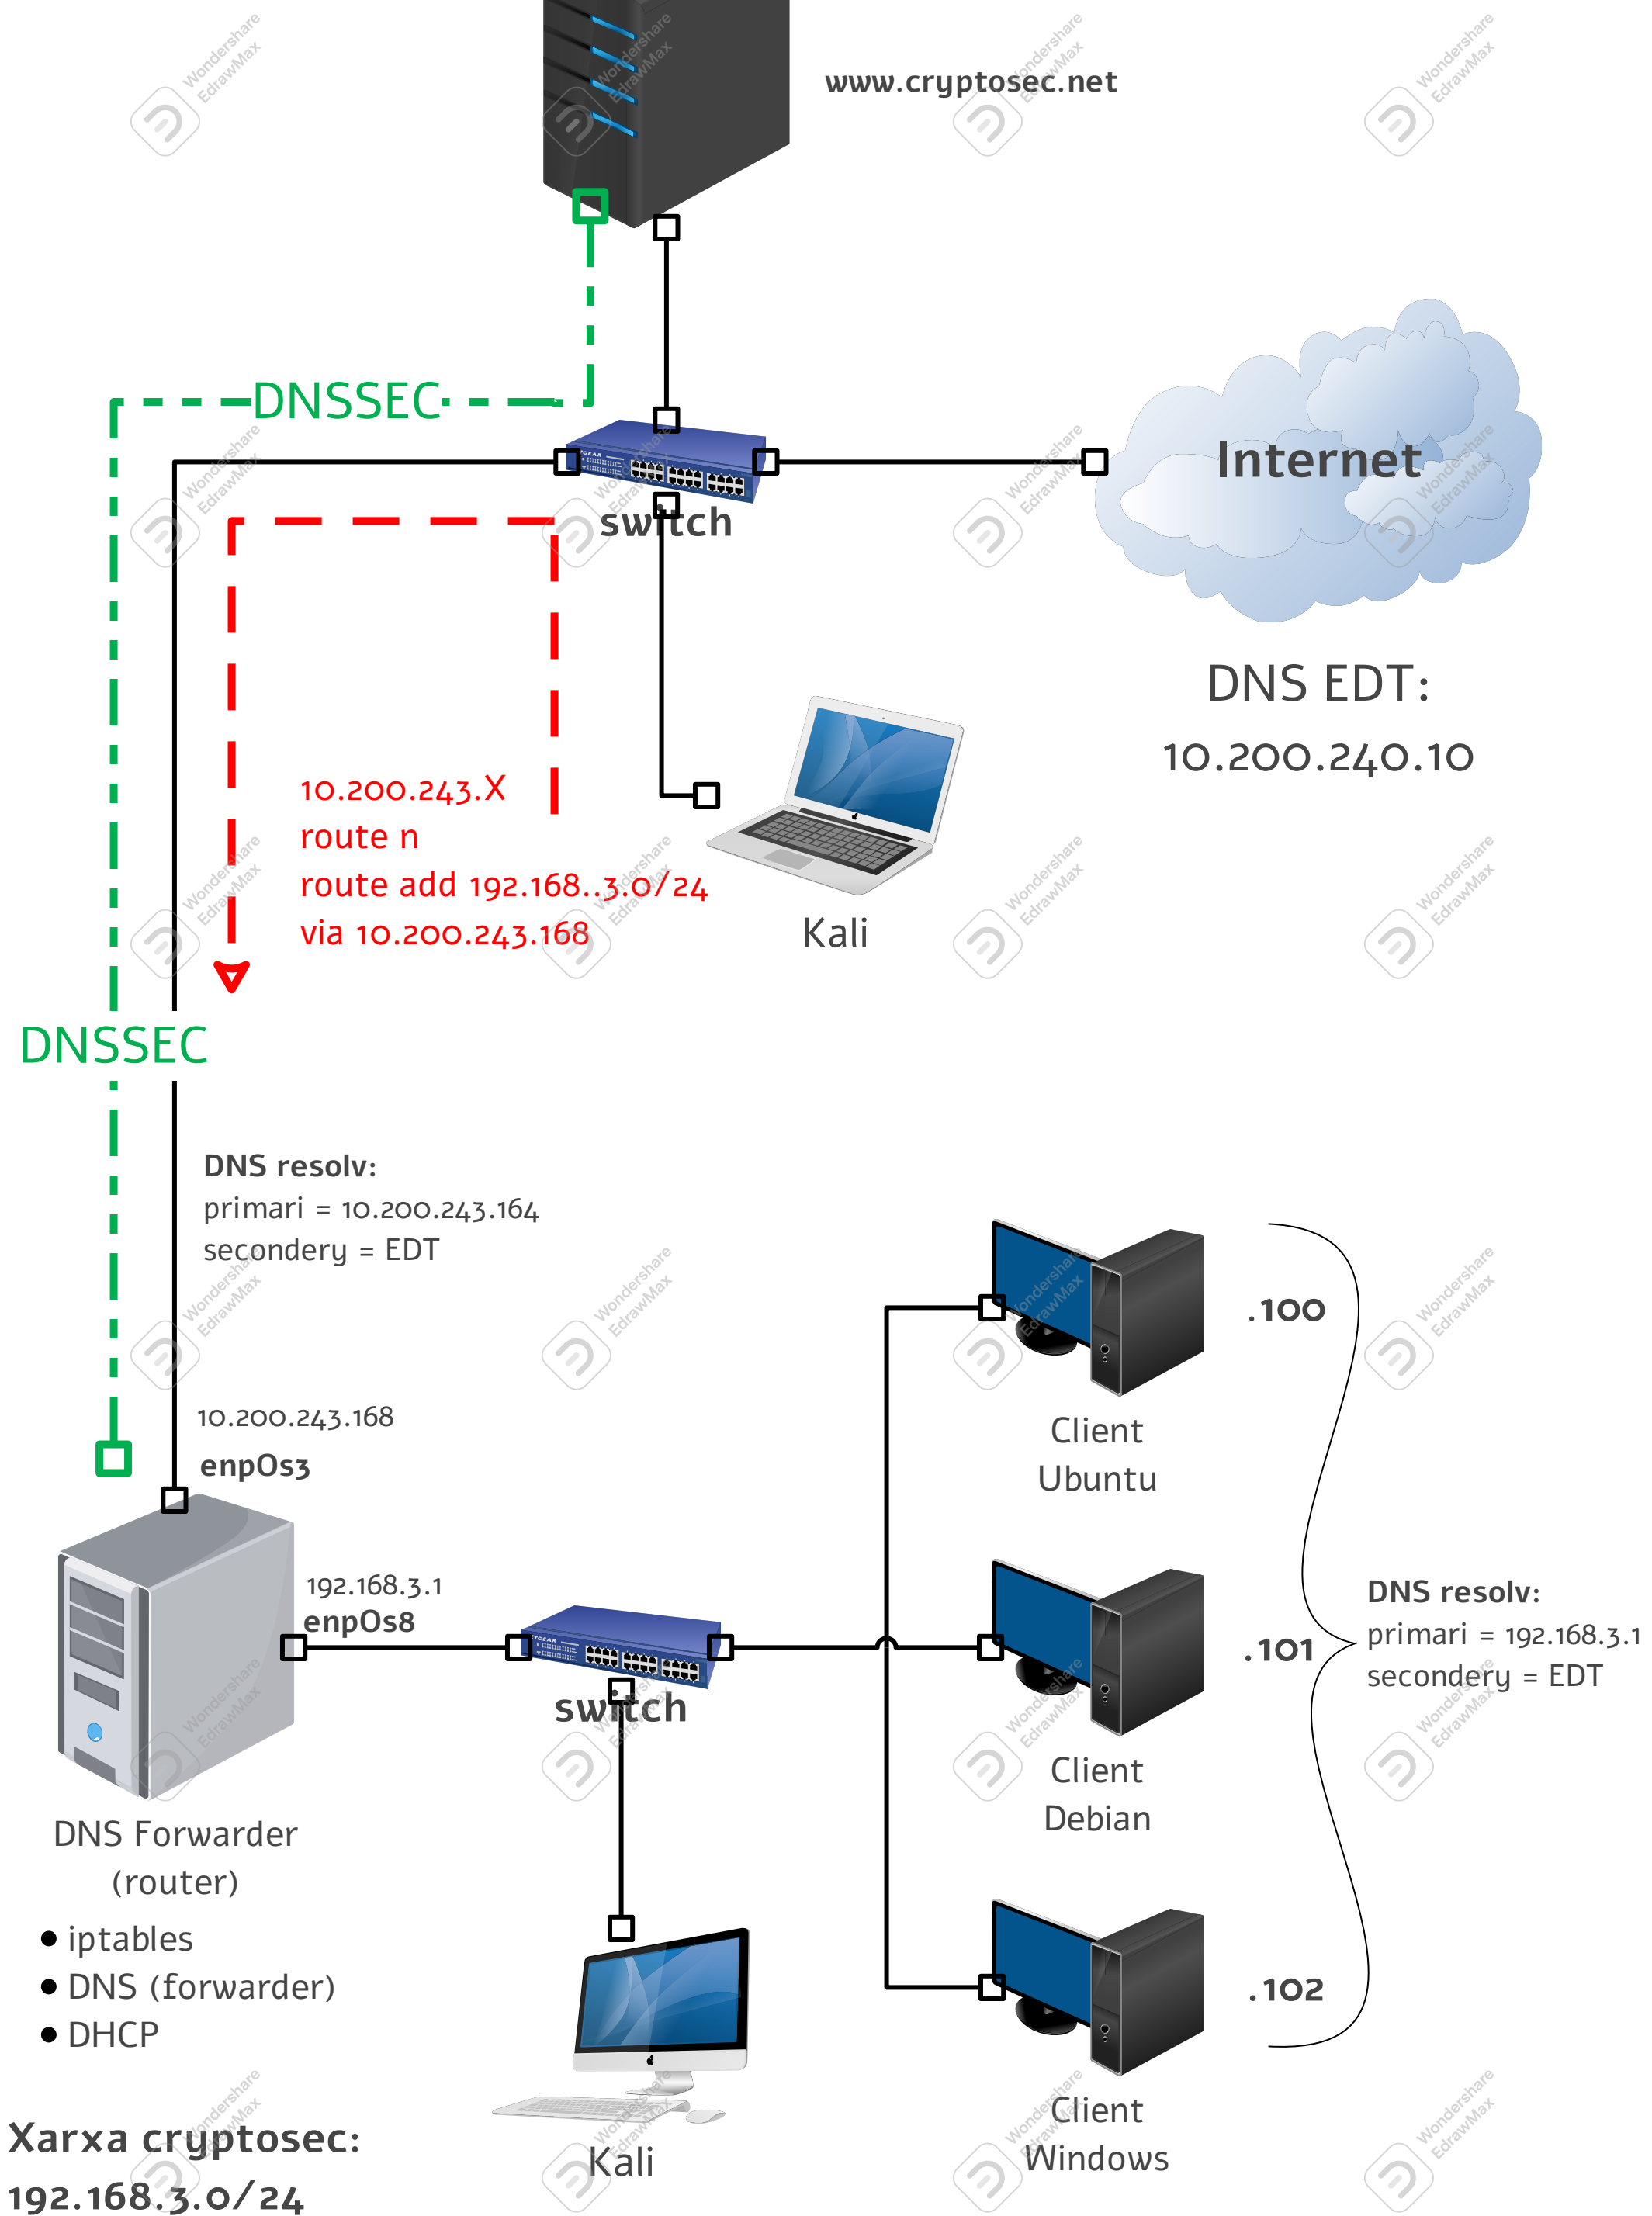 www.cryptosec.net
DNSSEC
switch
Internet
DNS EDT:
10.200.240.10
10.200.243.X
route n
route add 192.168..3.0/24
via 10.200.243.168
Kali
DNSSEC
DNS resolv:
primari = 10.200.243.164
secondery = EDT
10.200.243.168
enp0s3
192.168.3.1
enp0s8
switch
DNS Forwarder
(router)
• iptables
• DNS (forwarder)
• DHCP
Kali
.100
Client
Ubuntu
.101
Client
Debian
.102
Client
Windows
DNS resolv:
primari = 192.168.3.1
secondery = EDT
Xarxa cryptosec:
192.168.3.0/24
Wondershare
EdrawMax